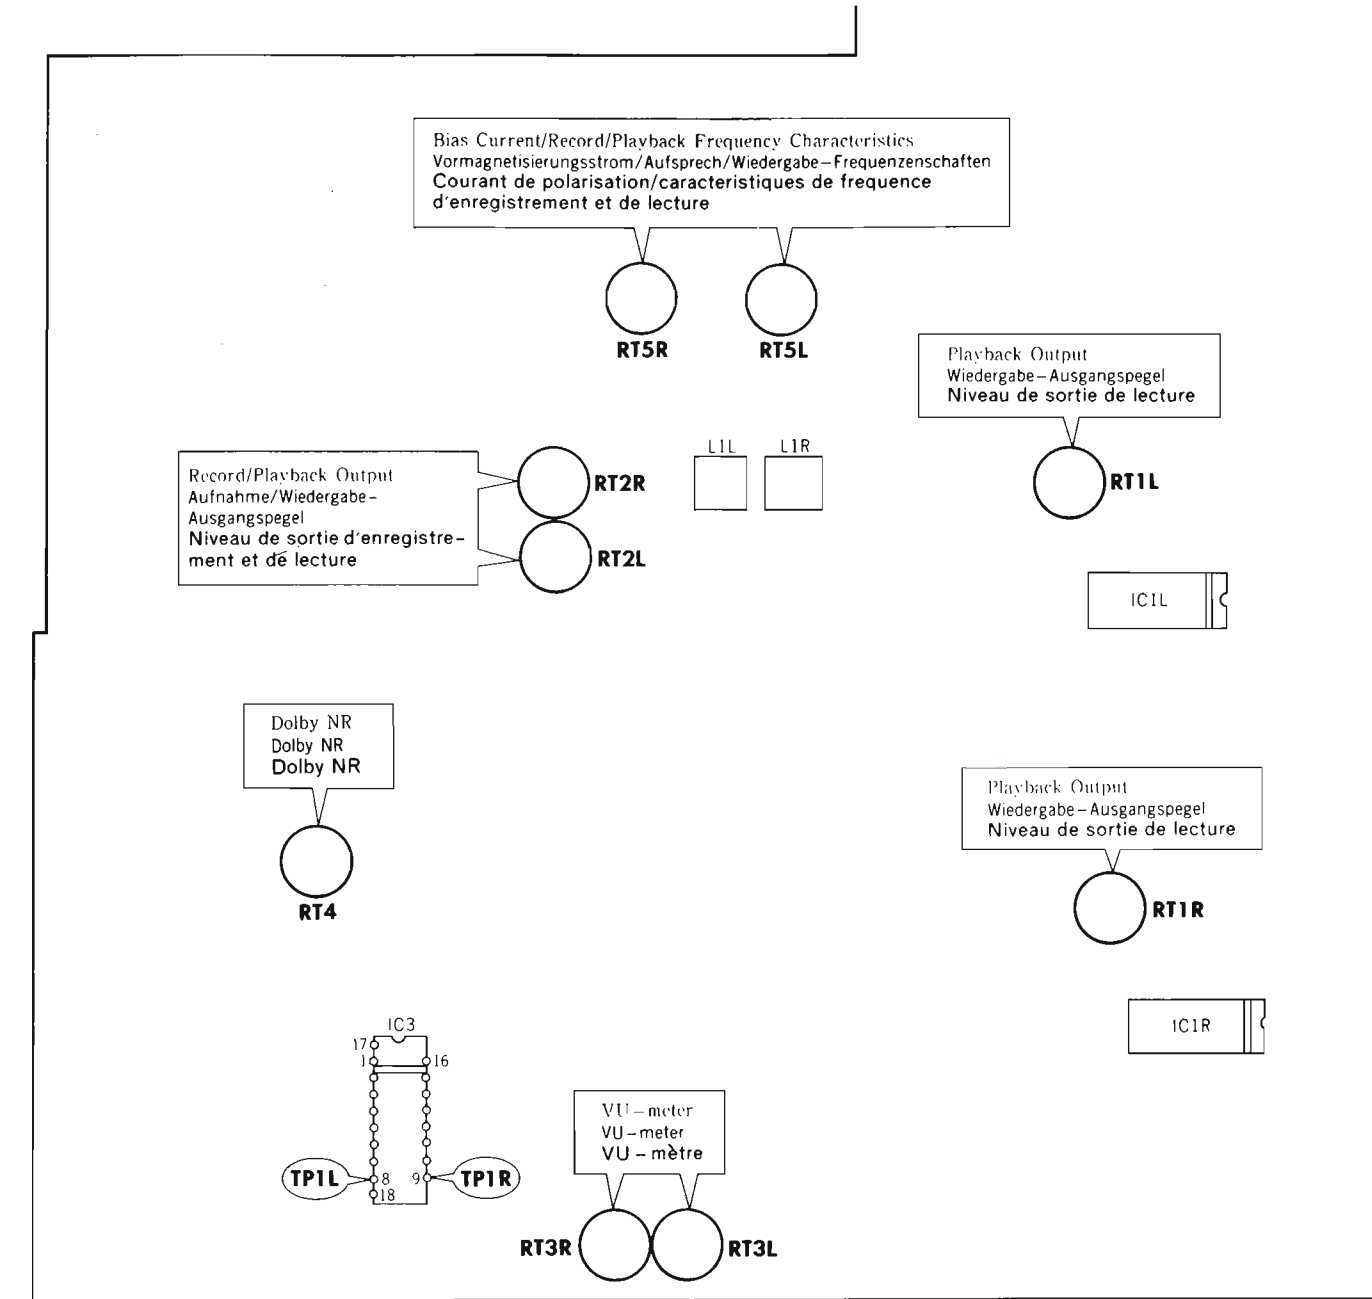 Bias Current/Record/Playback Frequency Characteristics
Vormagnetisierungsstrom/Aufsprech/Wiedergabe–Frequenzenschaften
Courant de polarisation/caracteristiques de frequence
d'enregistrement et de lecture
RT5R
RT5L
Playback Output
Wiedergabe–Ausgangspegel
Niveau de sortie de lecture
RT1L
L1L
L1R
Record/Playback Output
Aufnahme/Wiedergabe–
Ausgangspegel
Niveau de sortie d'enregistre–
ment et de lecture
RT2R
RT2L
IC1L
Dolby NR
Dolby NR
Dolby NR
RT4
Playback Output
Wiedergabe–Ausgangspegel
Niveau de sortie de lecture
RT1R
IC1R
IC3
17
1
16
TP1L
8
9
TP1R
18
VU–meter
VU–meter
VU–mètre
RT3R
RT3L